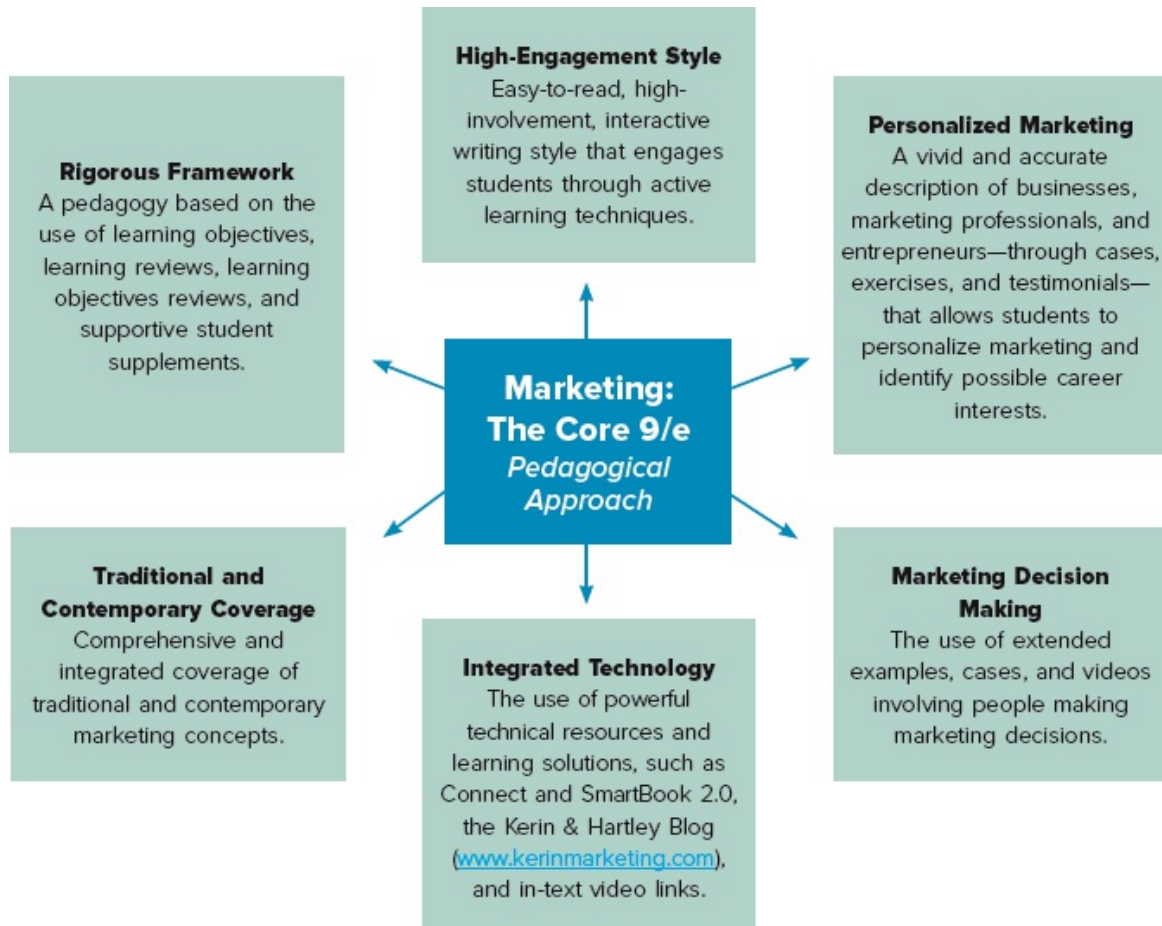 High-Engagement Style
Easy-to-read, high-
involvement, interactive
writing style that engages
students through active
learning techniques.
Rigorous Framework
A pedagogy based on the
use of learning objectives,
learning reviews, learning
objectives reviews, and
supportive student
supplements.
Personalized Marketing
A vivid and accurate
description of businesses,
marketing professionals, and
entrepreneurs—through cases,
exercises, and testimonials—
that allows students to
personalize marketing and
identify possible career
interests.
Marketing:
The Core 9/e
Pedagogical
Approach
Traditional and
Contemporary Coverage
Comprehensive and
integrated coverage of
traditional and contemporary
marketing concepts.
Integrated Technology
The use of powerful
technical resources and
learning solutions, such as
Connect and SmartBook 2.0,
the Kerin & Hartley Blog
(www.kerinmarketing.com),
and in-text video links.
Marketing Decision
Making
The use of extended
examples, cases, and videos
involving people making
marketing decisions.